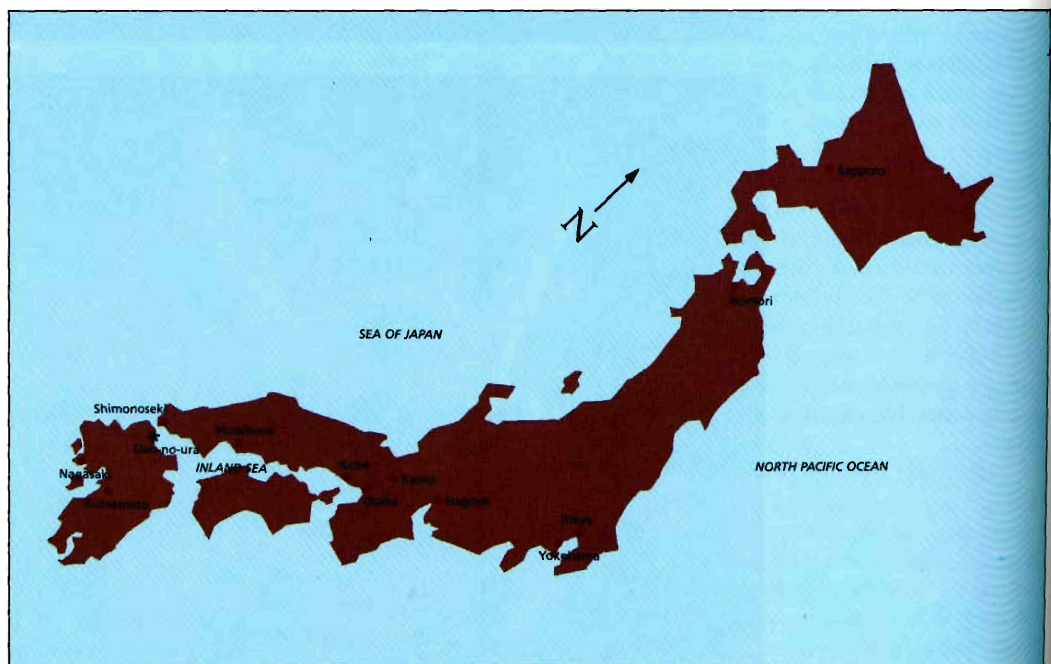 Sapporo
N
Aomori
SEA OF JAPAN
Shimonoseki
Hiroshima
Dan-no-ura
NORTH PACIFIC OCEAN
INLAND SEA
Kobe
Nagasaki
Kyoto
Kumamoto
Osaka
Nagoya
Tokyo
Yokohama